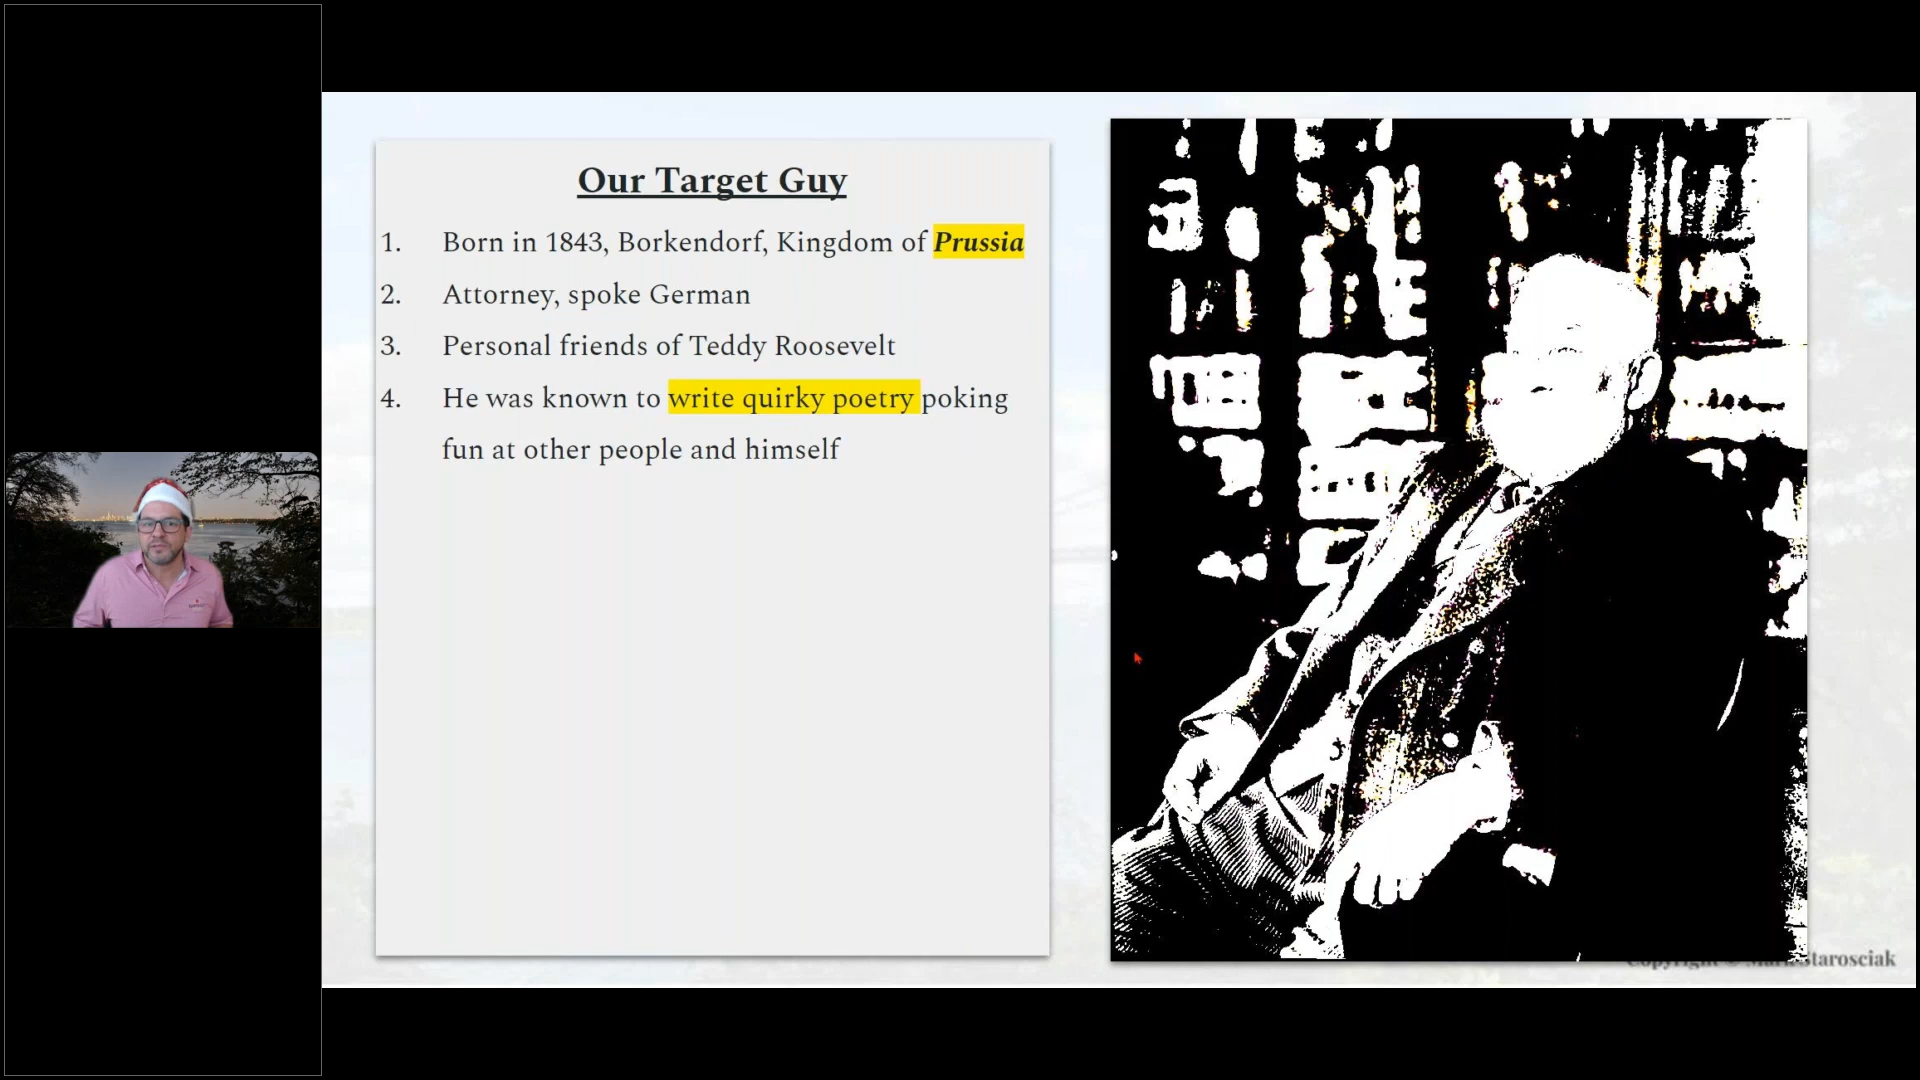 Our Target Guy
1. Born in 1843, Borkendorf, Kingdom of Prussia
2. Attorney, spoke German
3. Personal friends of Teddy Roosevelt
4. He was known to write quirky poetry poking
fun at other people and himself
Copyright © Mark Starosciak